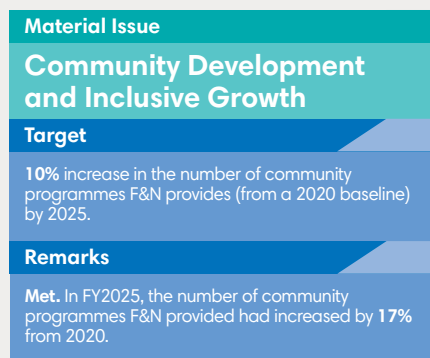 Material Issue
Community Development
and Inclusive Growth
Target
10% increase in the number of community
programmes F&N provides (from a 2020 baseline)
by 2025.
Remarks
Met. In FY2025, the number of community
programmes F&N provided had increased by 17%
from 2020.